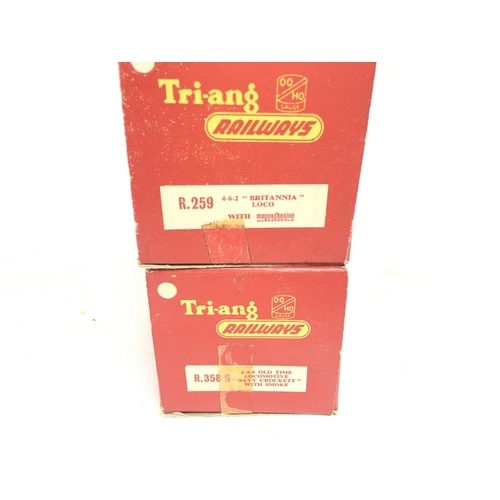 Tri-ang
OO
HO
GAUGE
RAILWAYS
R.259
4-6-2 "BRITANNIA"
LOCO
WITH magnadhesion
Tri-ang
OO
HO
GAUGE
RAILWAYS
R.358 S
2-6-0 OLD TIME
LOCOMOTIVE
"DAVY CROCKETT"
WITH SMOKE